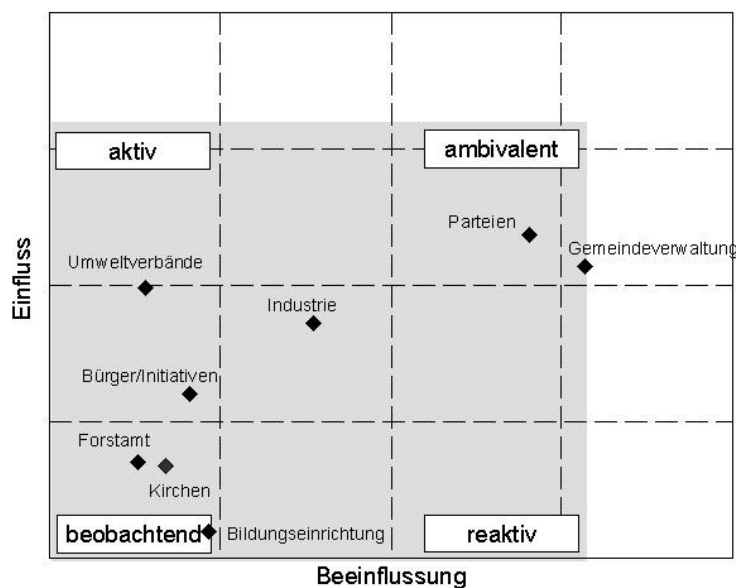 aktiv
ambivalent
Parteien
Gemeindeverwaltung
Umweltverbände
Industrie
Bürger/Initiativen
Forstamt
Kirchen
beobachtend
Bildungseinrichtung
reaktiv
Einfluss
Beeinflussung